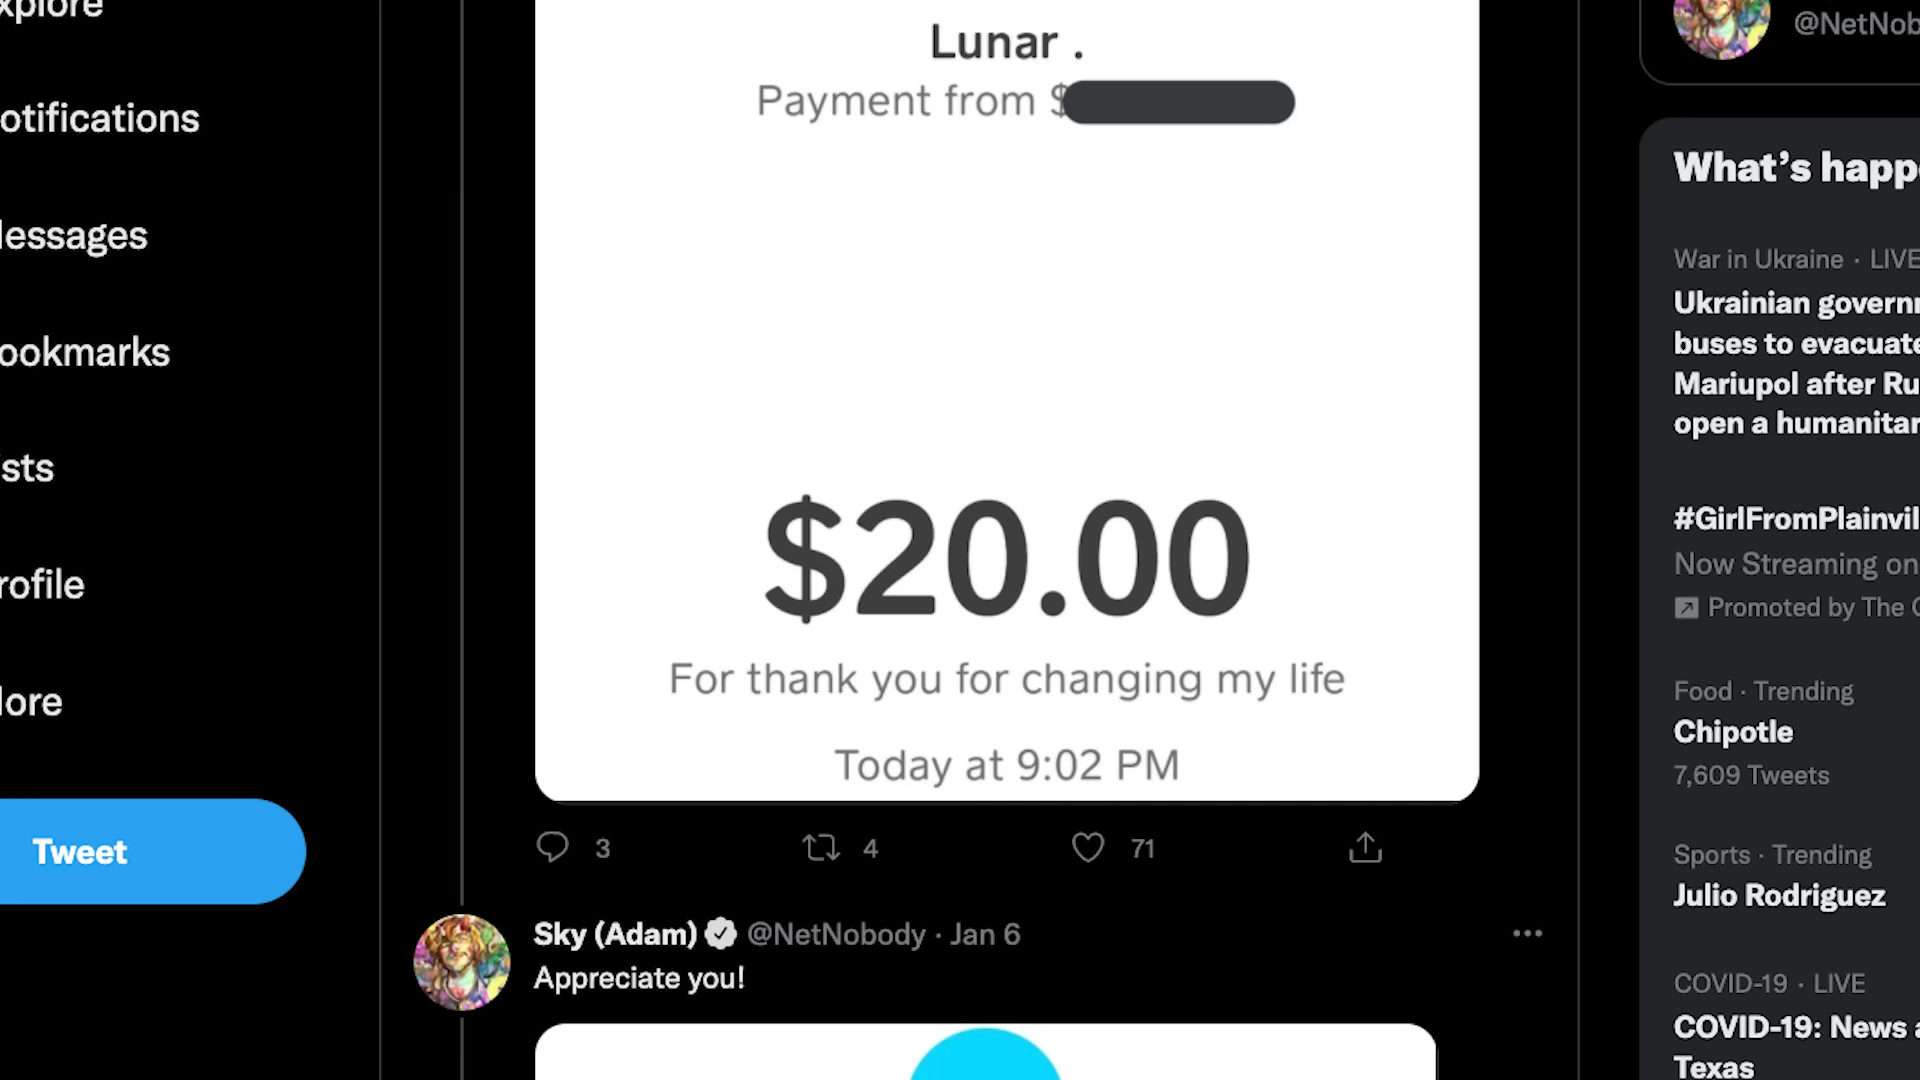 xplore
otifications
essages
ookmarks
sts
rofile
ore
Tweet
Lunar .
Payment from $
$20.00
For thank you for changing my life
Today at 9:02 PM
3
4
71
Sky (Adam) @NetNobody · Jan 6
Appreciate you!
@NetNob
What's happe
War in Ukraine · LIVE
Ukrainian govern
buses to evacuate
Mariupol after Ru
open a humanitar
#GirlFromPlainvil
Now Streaming on
Promoted by The
Food · Trending
Chipotle
7,609 Tweets
Sports · Trending
Julio Rodriguez
COVID-19 · LIVE
COVID-19: News a
Texas